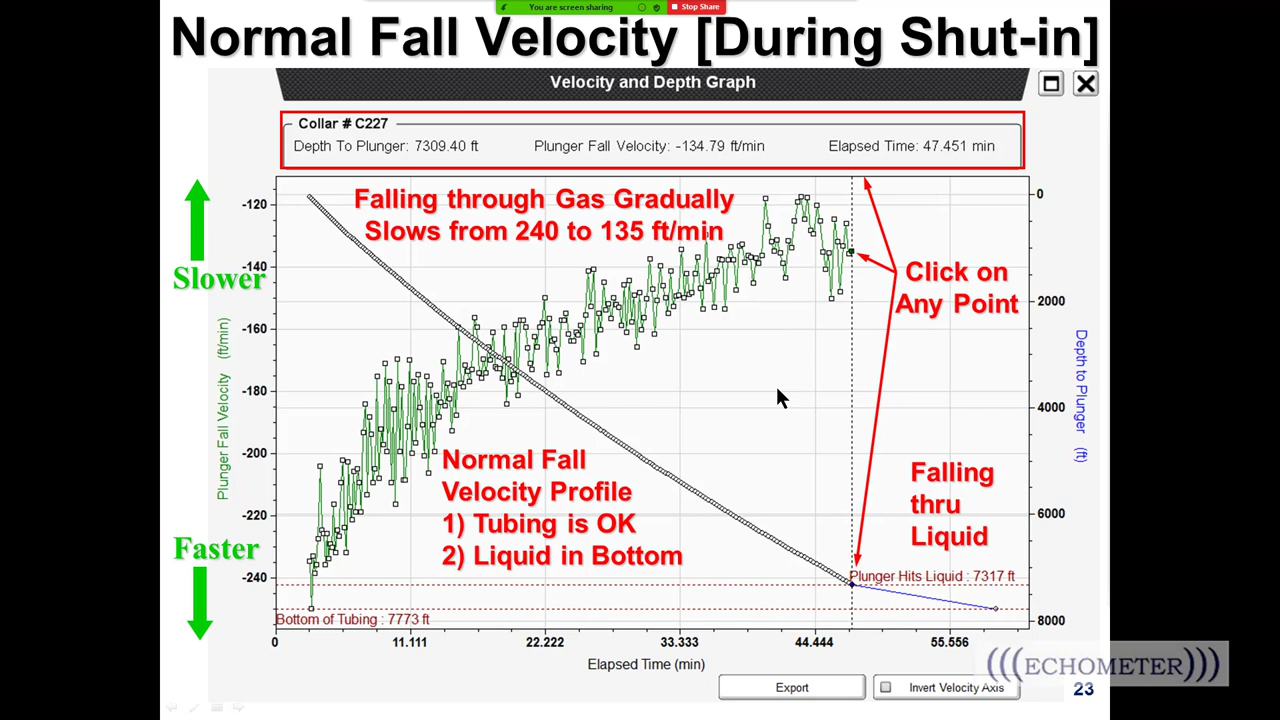 You are screen sharing
Stop Share
Normal Fall Velocity [During Shut-in]
Velocity and Depth Graph
Collar # C227
Depth To Plunger: 7309.40 ft
Plunger Fall Velocity: -134.79 ft/min
Elapsed Time: 47.451 min
Falling through Gas Gradually
Slows from 240 to 135 ft/min
Slower
Faster
Click on
Any Point
Normal Fall
Velocity Profile
1) Tubing is OK
2) Liquid in Bottom
Falling
thru
Liquid
Plunger Hits Liquid : 7317 ft
Bottom of Tubing : 7773 ft
Plunger Fall Velocity (ft/min)
-120
-140
-160
-180
-200
-220
-240
Depth to Plunger (ft)
0
2000
4000
6000
8000
0
11.111
22.222
33.333
44.444
55.556
Elapsed Time (min)
Export
Invert Velocity Axis
(((ECHOMETER)))
23